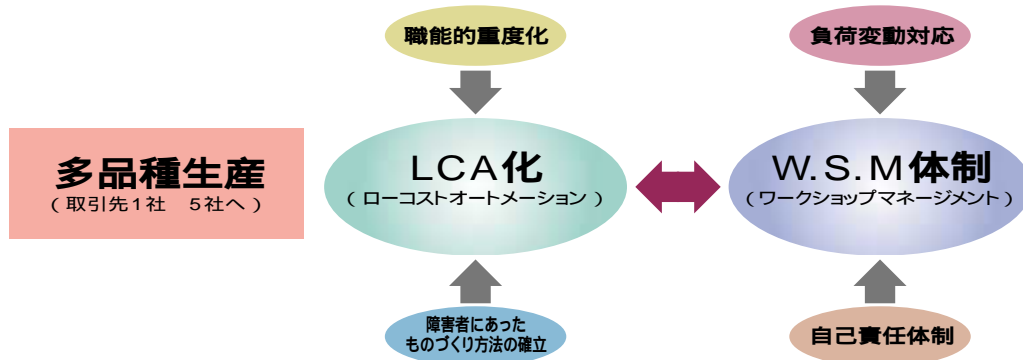 職能的重度化
負荷変動対応
多品種生産
(取引先1社 5社へ)
LCA化
(ローコストオートメーション)
W.S.M体制
(ワークショップマネージメント)
障害者にあった
ものづくり方法の確立
自己責任体制